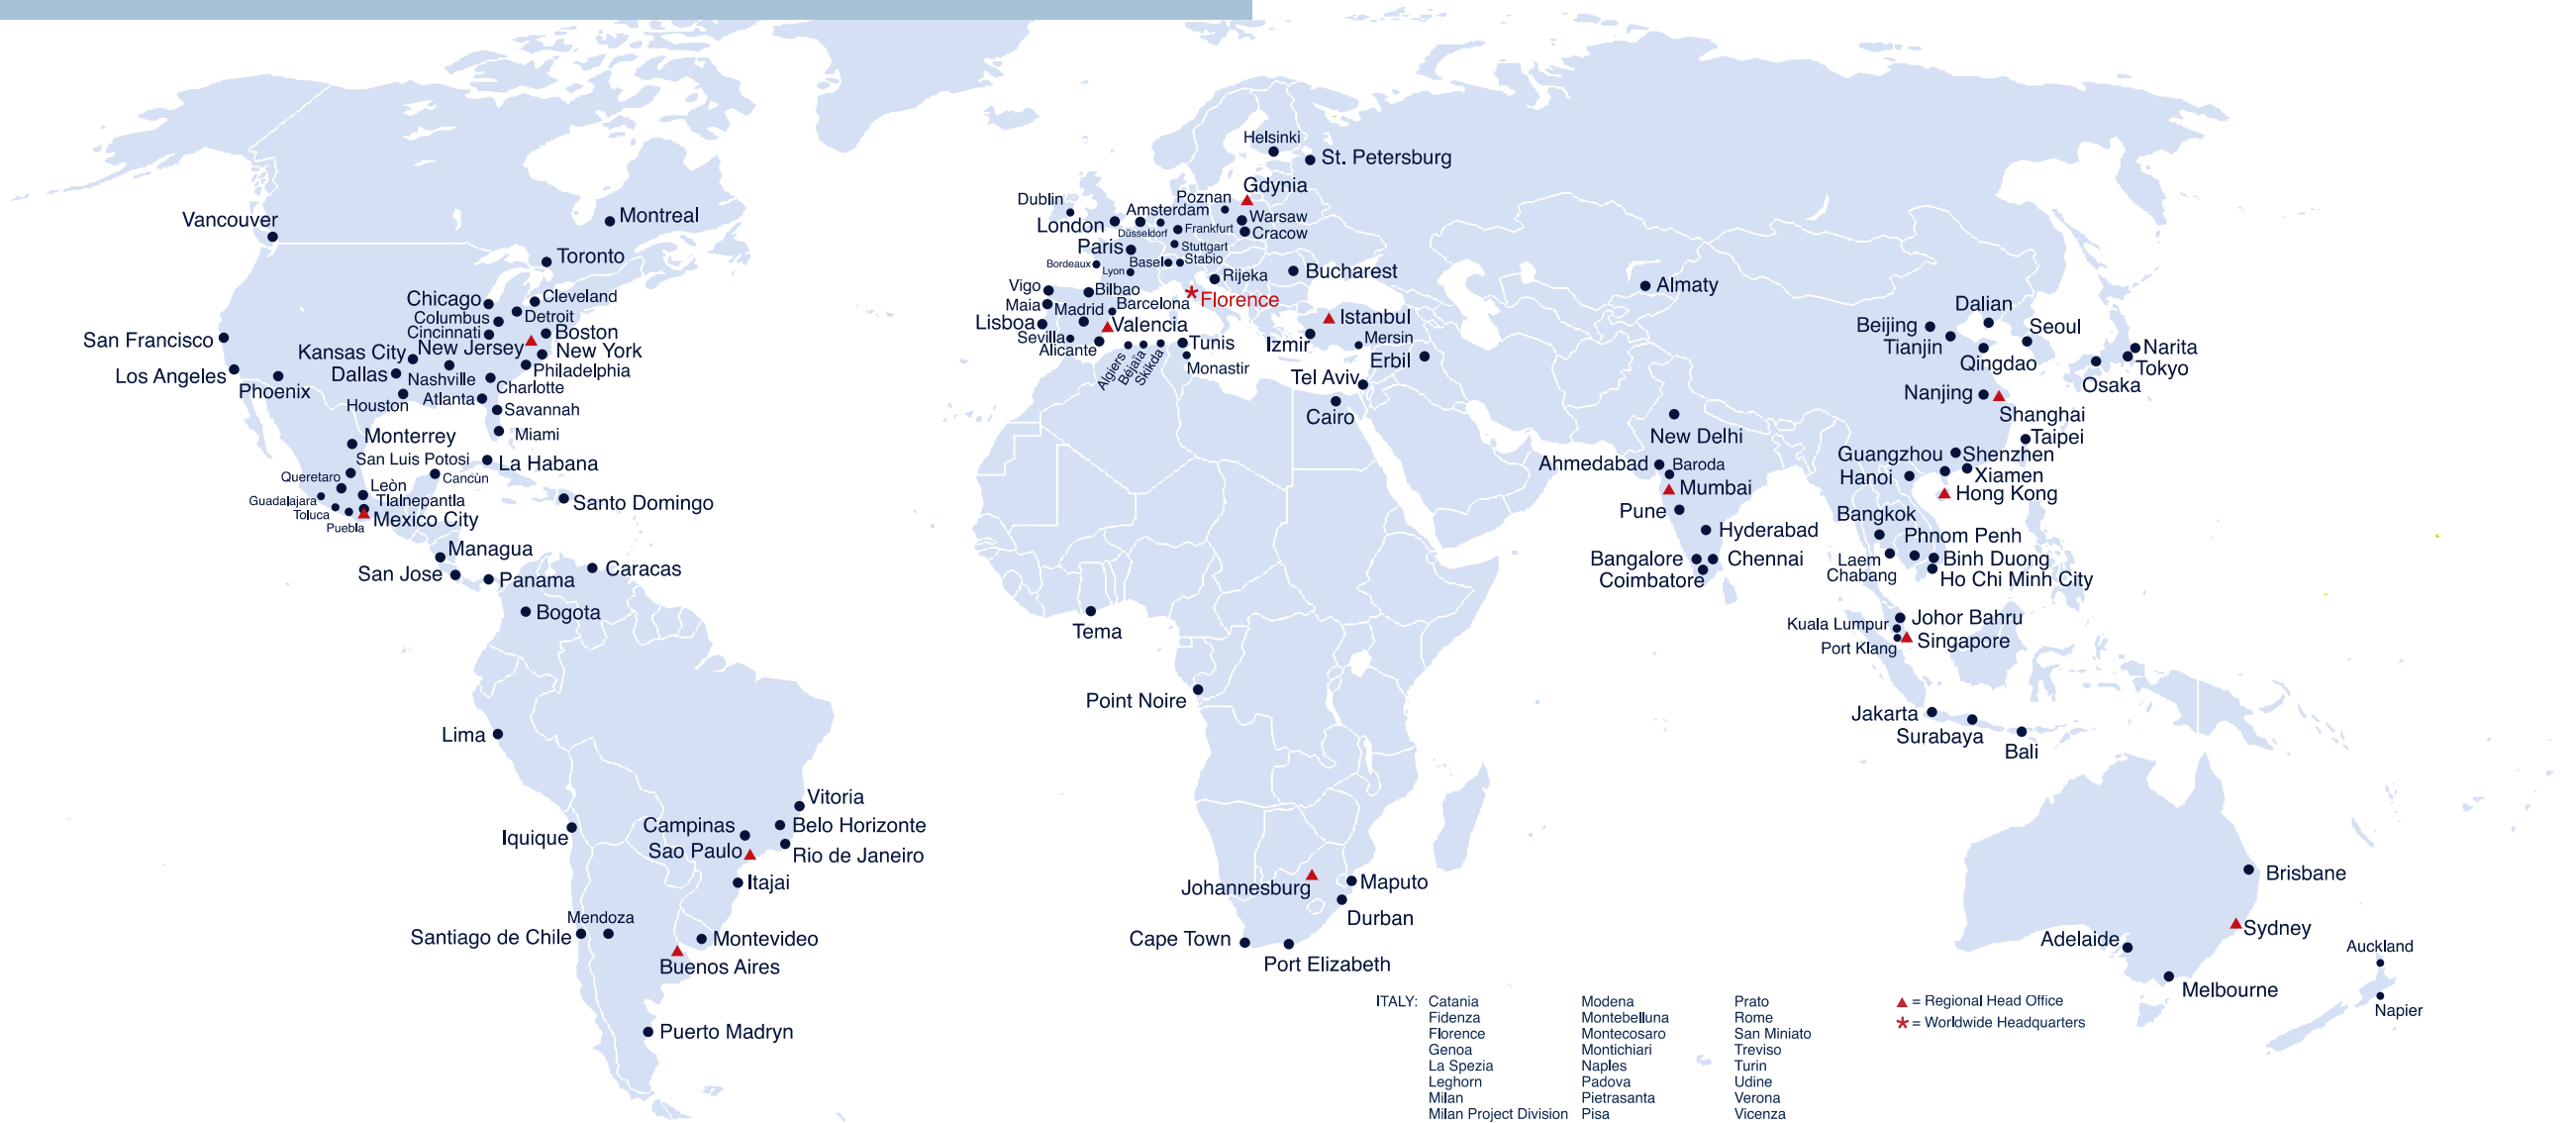 Vancouver
Montreal
Toronto
Chicago
Cleveland
Columbus
Detroit
Cincinnati
Boston
San Francisco
Kansas City
New Jersey
New York
Los Angeles
Phoenix
Dallas
Nashville
Philadelphia
Charlotte
Houston
Atlanta
Savannah
Miami
Monterrey
San Luis Potosi
La Habana
Queretaro
Cancùn
Leòn
Guadalajara
Tlalnepantla
Toluca
Mexico City
Puebla
Santo Domingo
Managua
San Jose
Panama
Caracas
Bogota
Lima
Vitoria
Campinas
Belo Horizonte
Iquique
Sao Paulo
Rio de Janeiro
Itajai
Mendoza
Santiago de Chile
Montevideo
Buenos Aires
Puerto Madryn
Helsinki
St. Petersburg
Gdynia
Dublin
Poznan
Amsterdam
Warsaw
London
Düsseldorf
Frankfurt
Cracow
Paris
Stuttgart
Bordeaux
Lyon
Basel
Stabio
Rijeka
Bucharest
Vigo
Bilbao
Florence
Maia
Madrid
Barcelona
Lisboa
Valencia
Istanbul
Sevilla
Alicante
Algiers
Béjaïa
Skikda
Tunis
Monastir
Izmir
Mersin
Erbil
Tel Aviv
Cairo
Tema
Point Noire
Johannesburg
Maputo
Durban
Cape Town
Port Elizabeth
Almaty
New Delhi
Ahmedabad
Baroda
Mumbai
Pune
Hyderabad
Bangalore
Chennai
Coimbatore
Dalian
Beijing
Seoul
Tianjin
Qingdao
Narita
Tokyo
Osaka
Nanjing
Shanghai
Taipei
Guangzhou
Shenzhen
Hanoi
Xiamen
Hong Kong
Bangkok
Phnom Penh
Laem
Chabang
Binh Duong
Ho Chi Minh City
Kuala Lumpur
Johor Bahru
Port Klang
Singapore
Jakarta
Surabaya
Bali
Brisbane
Sydney
Adelaide
Melbourne
Auckland
Napier
ITALY: Catania Modena Prato
Fidenza Montebelluna Rome
Florence Montecosaro San Miniato
Genoa Montichiari Treviso
La Spezia Naples Turin
Leghorn Padova Udine
Milan Pietrasanta Verona
Milan Project Division Pisa Vicenza
▲ = Regional Head Office
* = Worldwide Headquarters